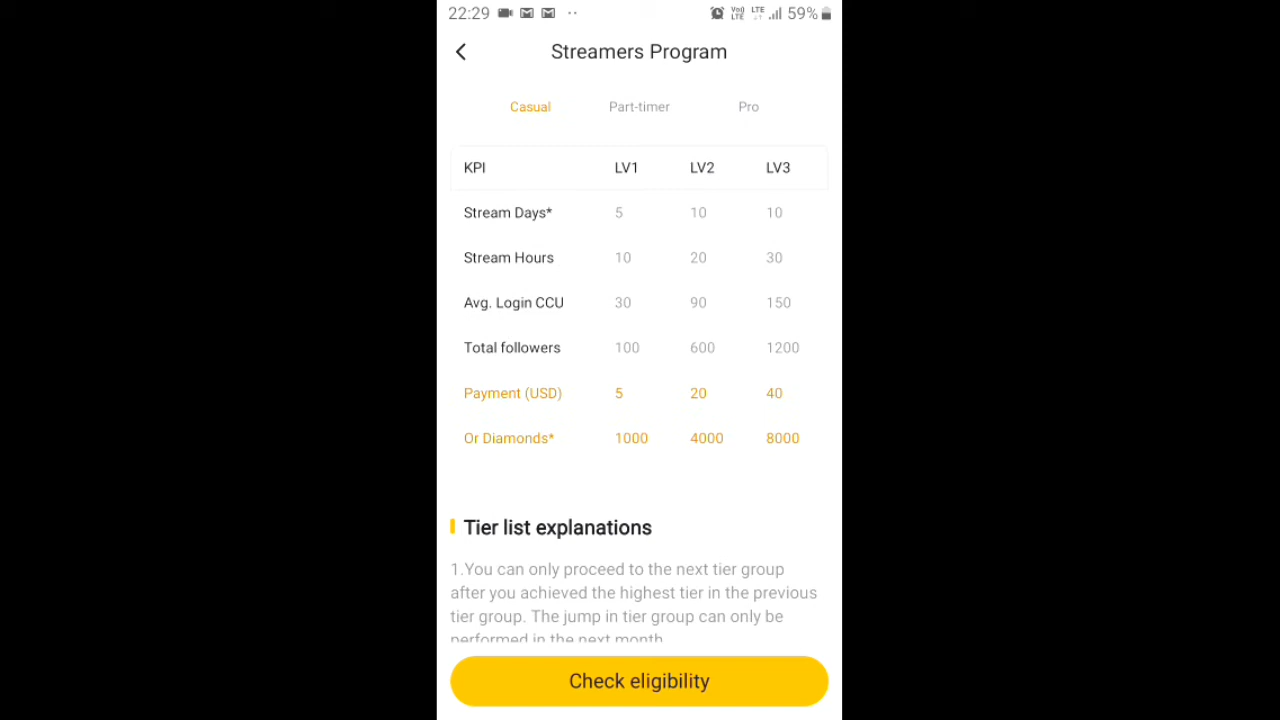 22:29 VoD LTE LTE 59%
Streamers Program
Casual Part-timer Pro
KPI LV1 LV2 LV3
Stream Days* 5 10 10
Stream Hours 10 20 30
Avg. Login CCU 30 90 150
Total followers 100 600 1200
Payment (USD) 5 20 40
Or Diamonds* 1000 4000 8000
Tier list explanations
1.You can only proceed to the next tier group
after you achieved the highest tier in the previous
tier group. The jump in tier group can only be
performed in the next month
Check eligibility